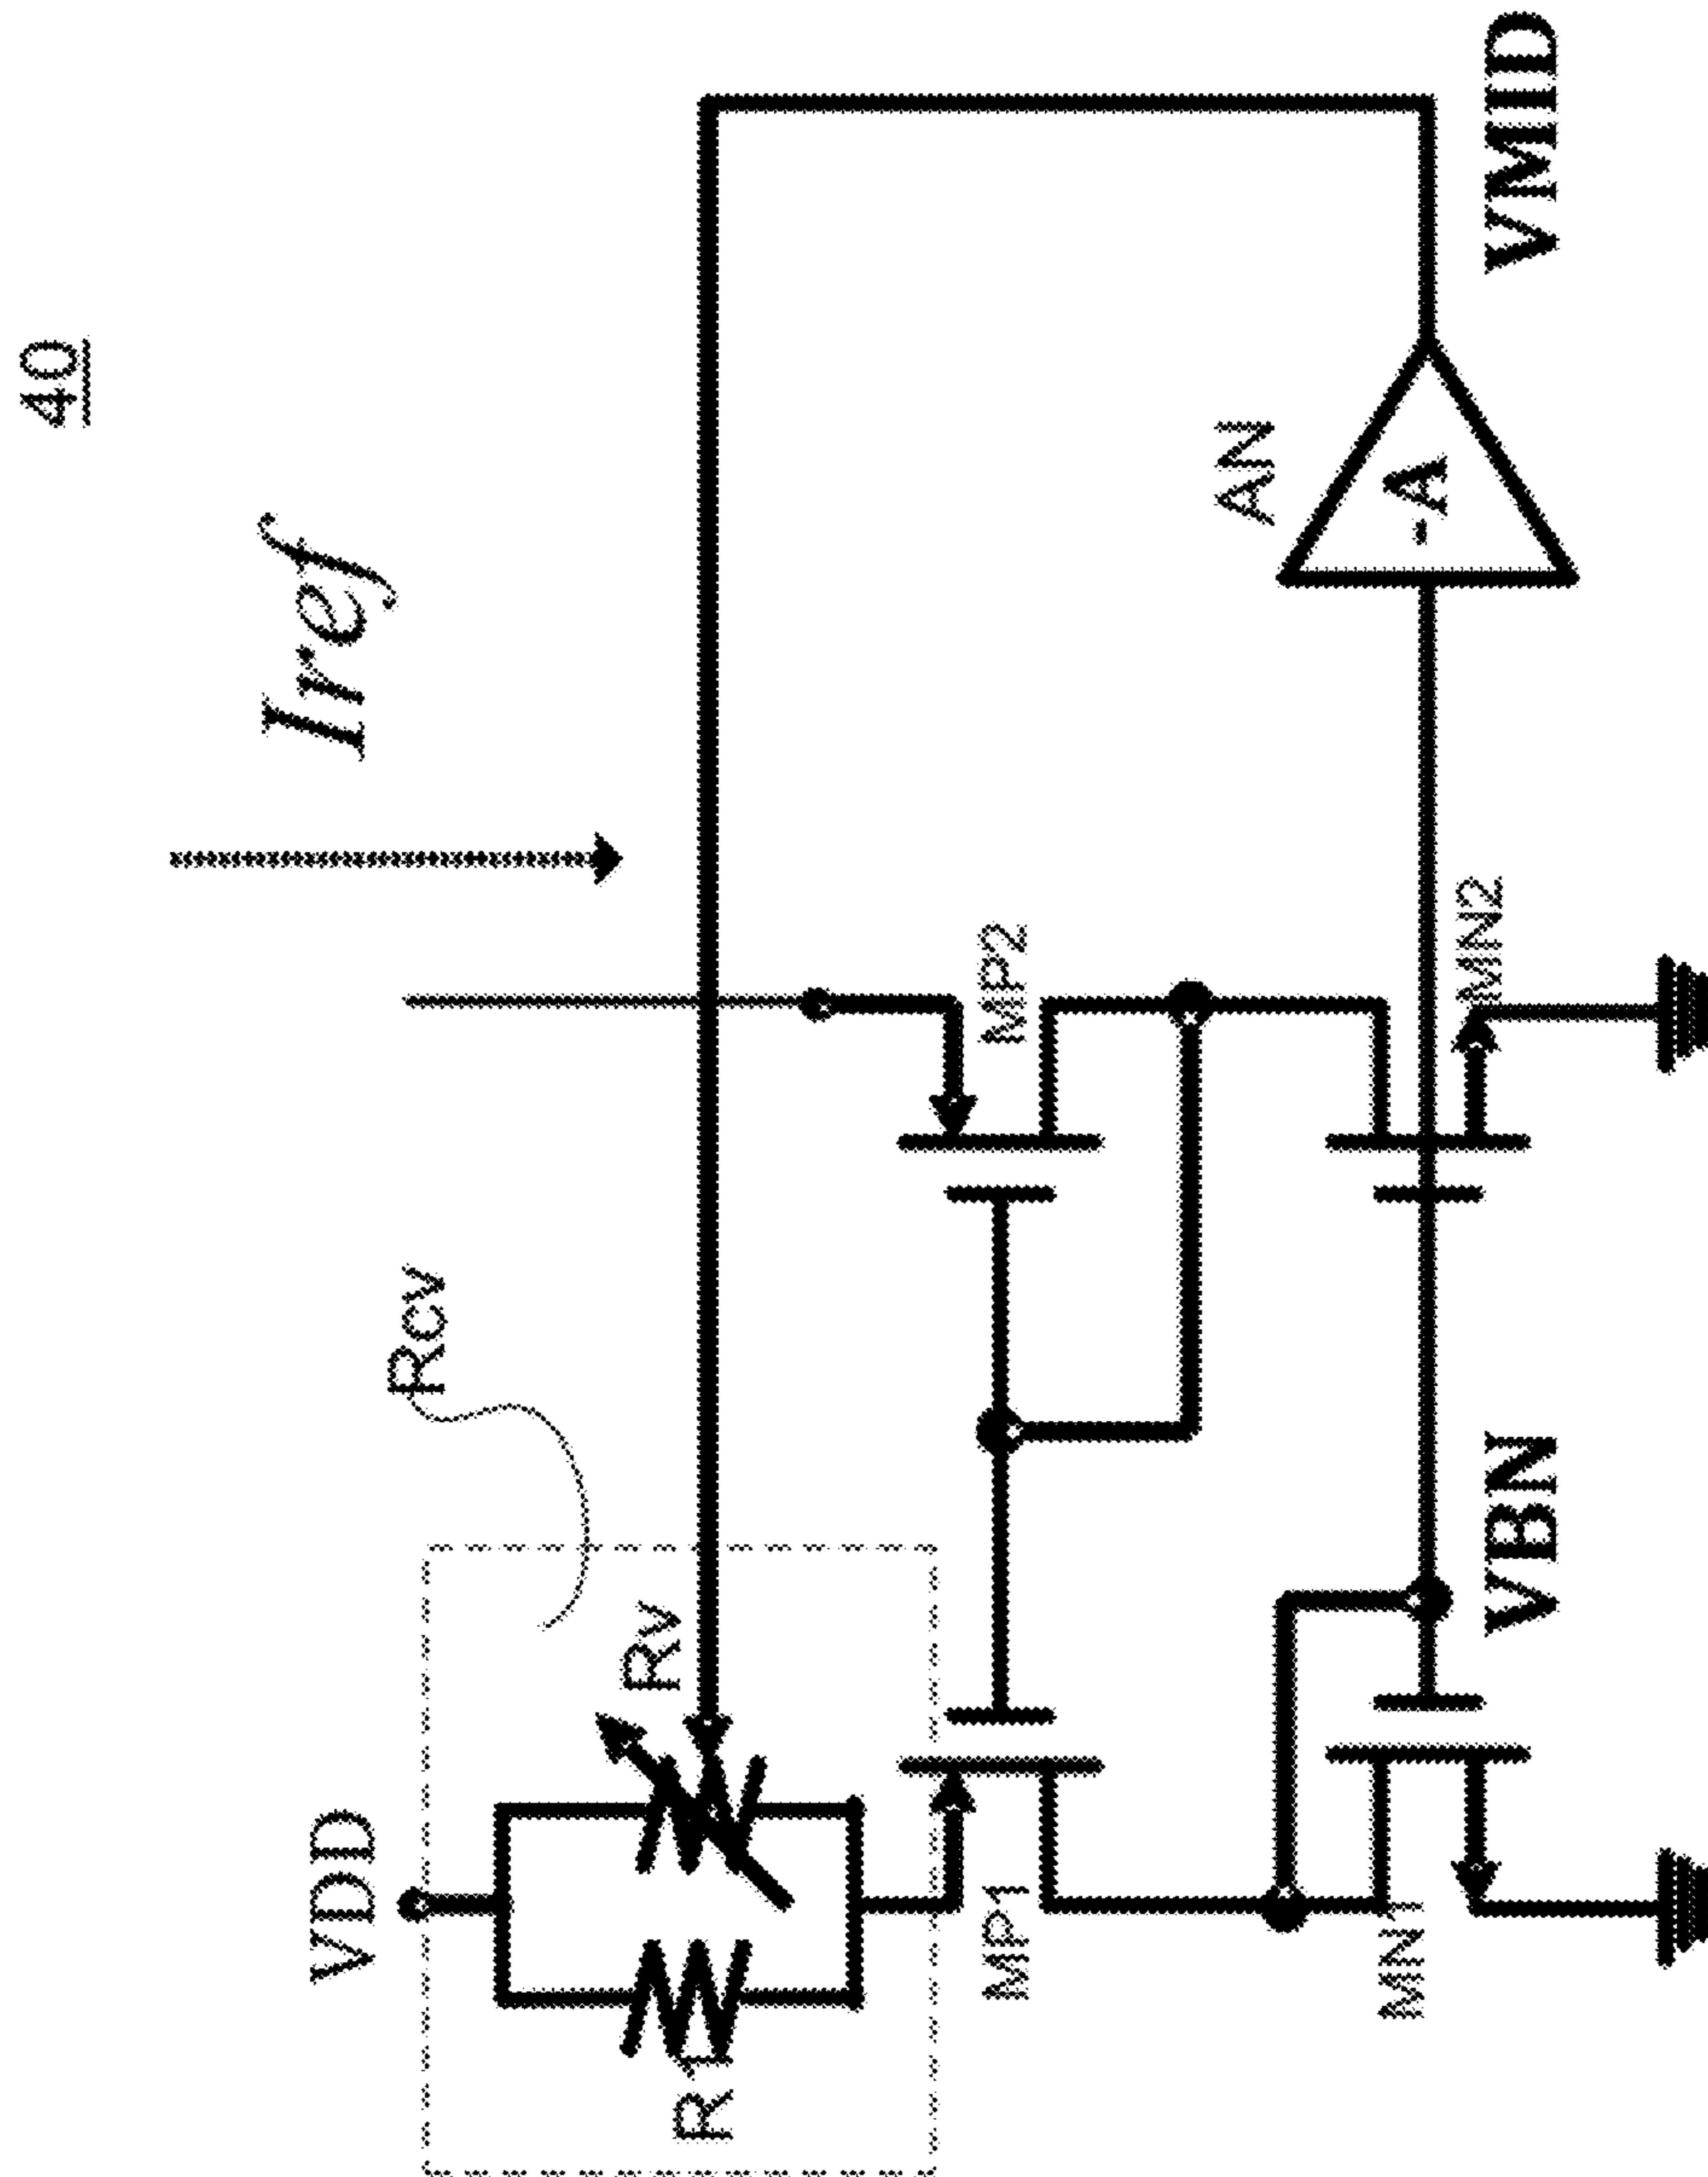 40
Iref
VDD
Rcv
Rv
R1
MP1
MP2
AN
-A
MN1
MN2
VBN
VMID